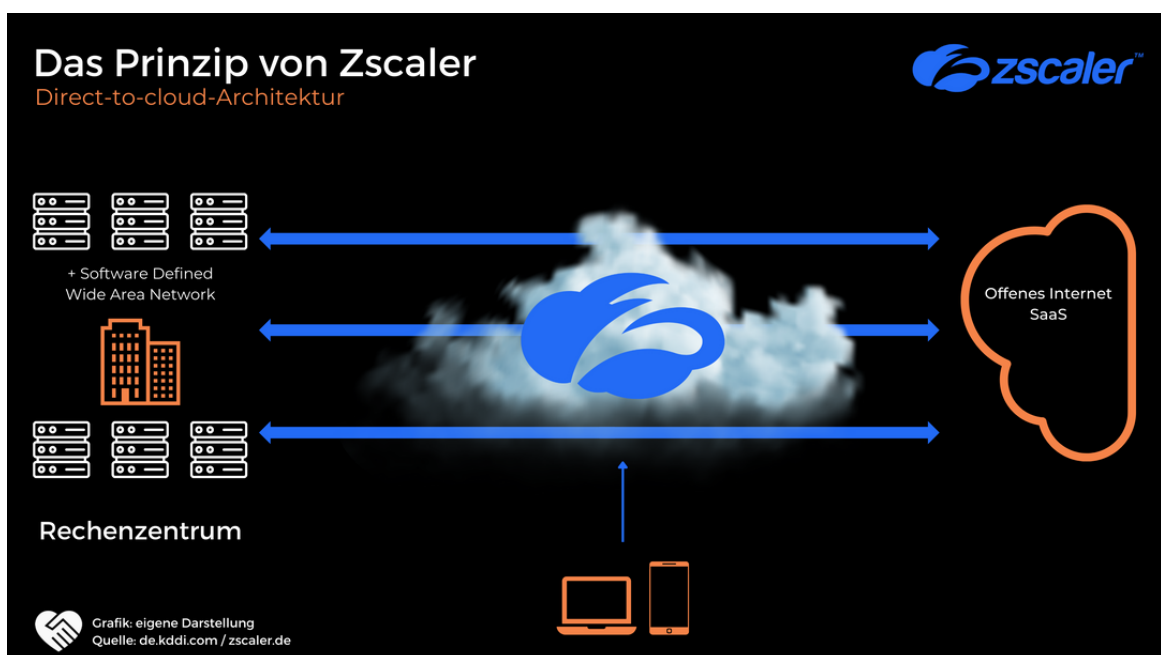 Das Prinzip von Zscaler
Direct-to-cloud-Architektur
zscaler™
+ Software Defined
Wide Area Network
Offenes Internet
SaaS
Rechenzentrum
Grafik: eigene Darstellung
Quelle: de.kddi.com / zscaler.de